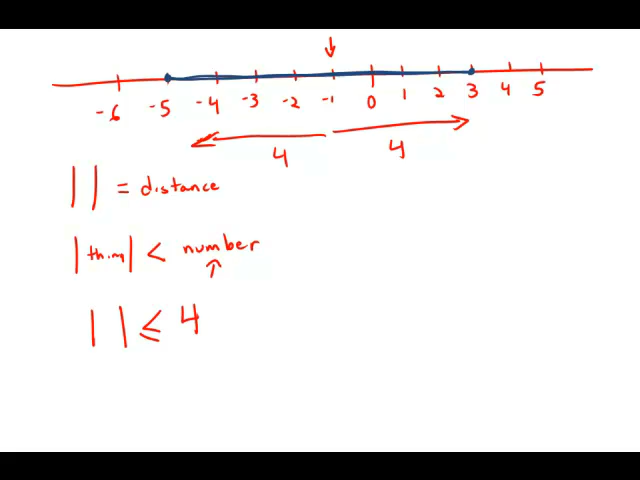 -6 -5 -4 -3 -2 -1 0 1 2 3 4 5
4 4
| | = distance
|thing| < number
| | ≤ 4